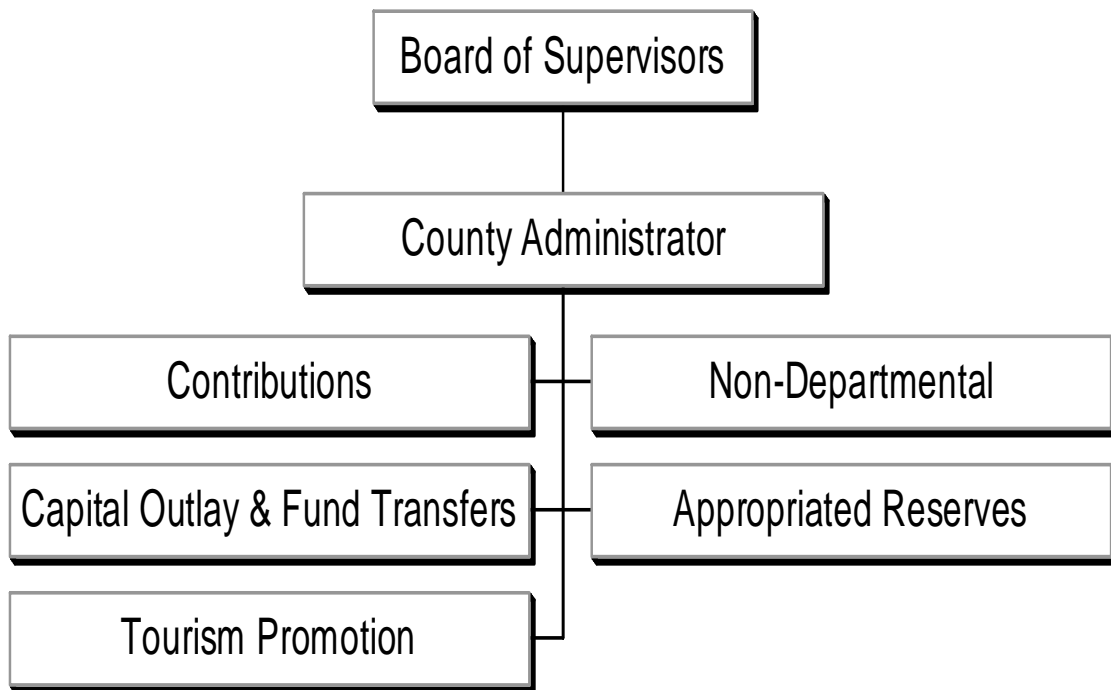 Board of Supervisors
County Administrator
Contributions
Non-Departmental
Capital Outlay & Fund Transfers
Appropriated Reserves
Tourism Promotion